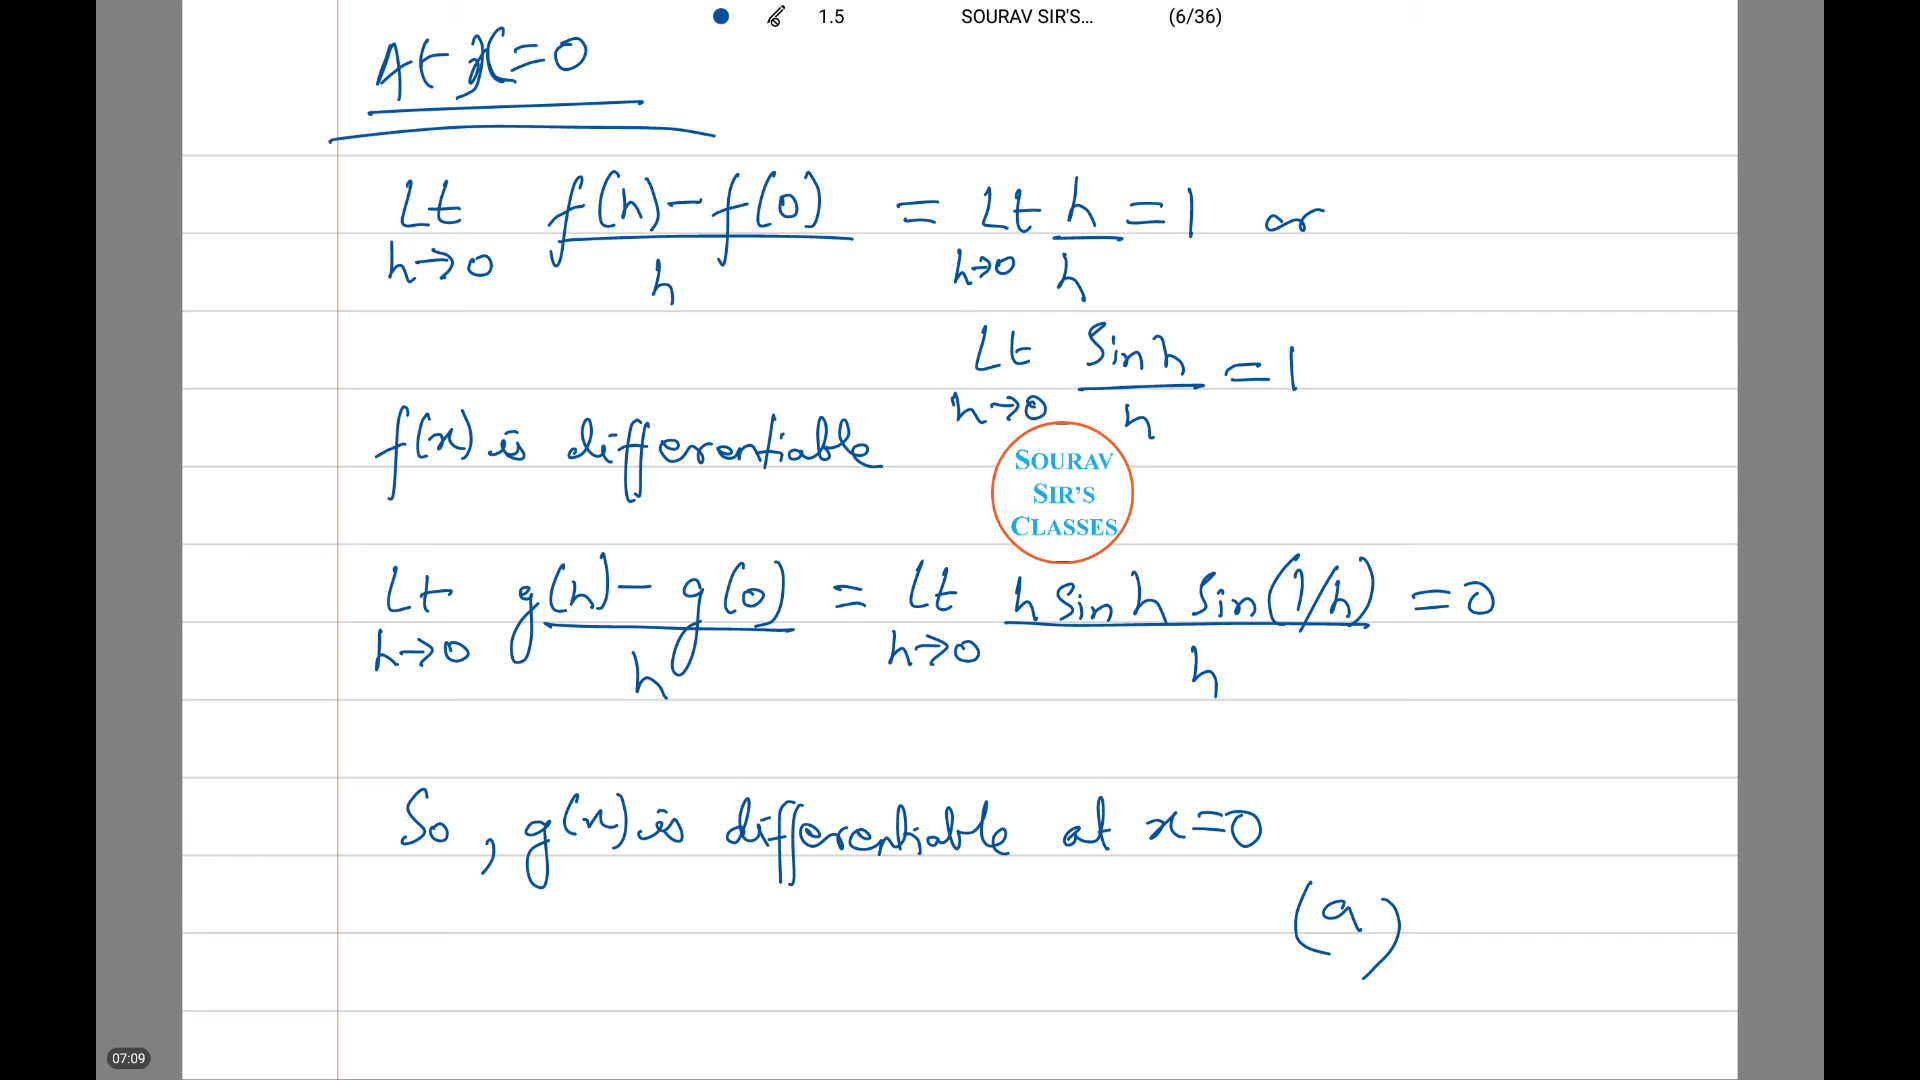 1.5 SOURAV SIR'S... (6/36)
At x=0
Lt f(h)-f(0) = Lt h = 1 or
h→0 h h→0 h
Lt Sin h = 1
h→0 h
f(x) is differentiable
SOURAV
SIR'S
CLASSES
Lt g(h)-g(0) = Lt h sin h sin(1/h) = 0
h→0 h h→0 h
So, g(x) is differentiable at x=0
(a)
07:09